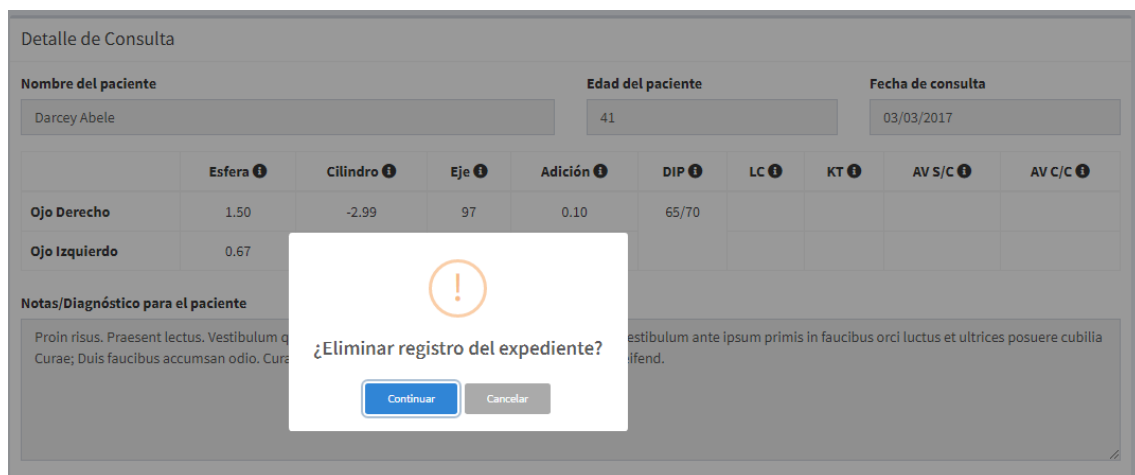 Detalle de Consulta
Nombre del paciente Edad del paciente Fecha de consulta
Darcey Abele 41 03/03/2017
Esfera Cilindro Eje Adición DIP LC KT AV S/C AV C/C
Ojo Derecho 1.50 -2.99 97 0.10 65/70
Ojo Izquierdo 0.67
Notas/Diagnóstico para el paciente
Proin risus. Praesent lectus. Vestibulum estibulum ante ipsum primis in faucibus orci luctus et ultrices posuere cubilia
Curae; Duis faucibus accumsan odio. ifend.
¿Eliminar registro del expediente?
Continuar Cancelar